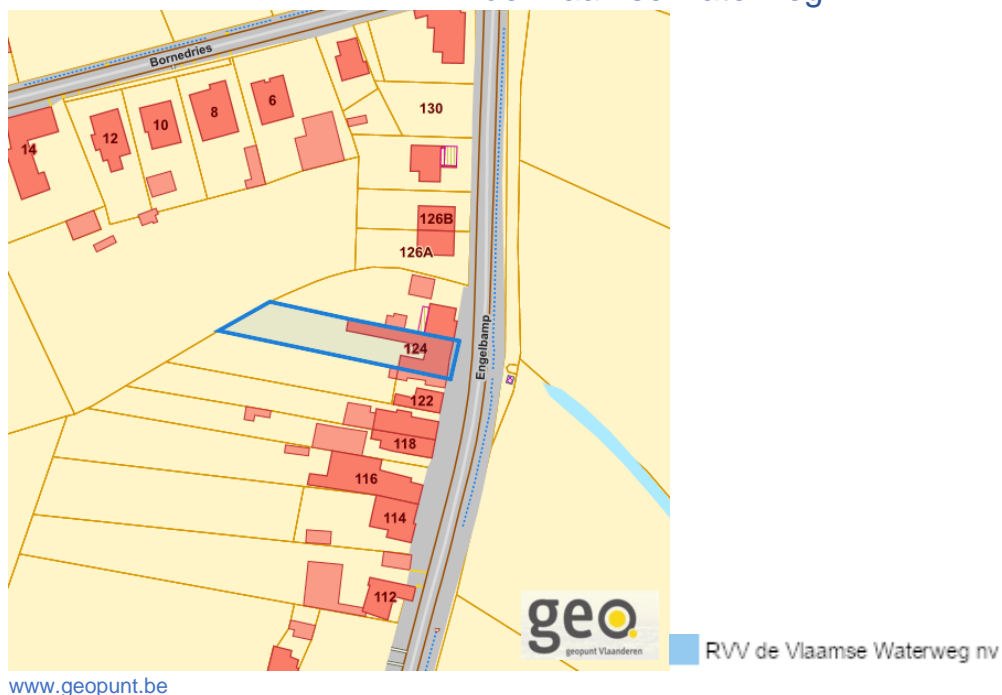 Bornedries
130
6
8
10
12
14
126B
126A
124
Engelbamp
122
118
116
114
112
geo.
geopunt Vlaanderen
RVV de Vlaamse Waterweg nv
www.geopunt.be